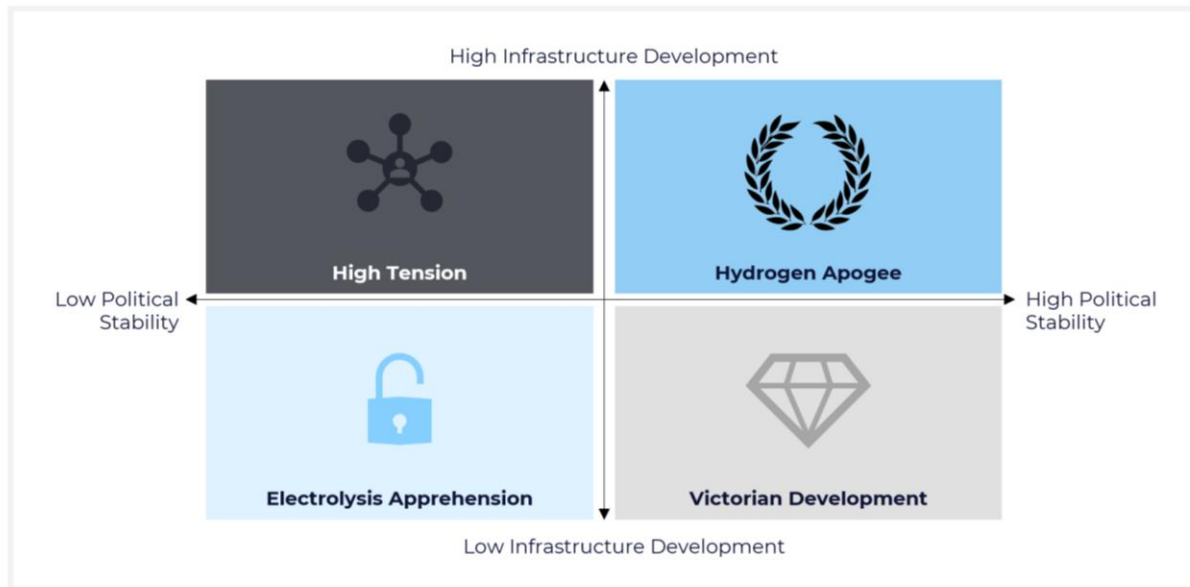 High Infrastructure Development
High Tension
Hydrogen Apogee
Low Political
Stability
High Political
Stability
Electrolysis Apprehension
Victorian Development
Low Infrastructure Development